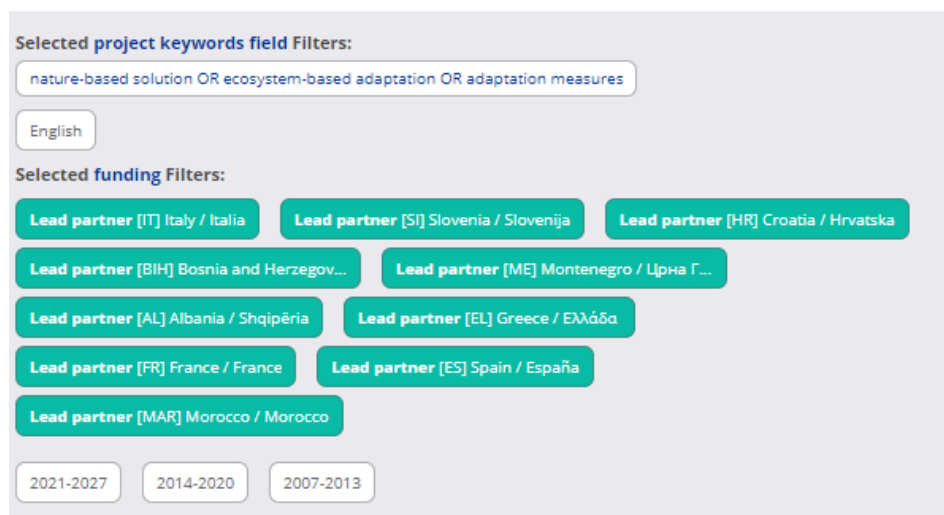 Selected project keywords field Filters:
nature-based solution OR ecosystem-based adaptation OR adaptation measures
English
Selected funding Filters:
Lead partner [IT] Italy / Italia
Lead partner [SI] Slovenia / Slovenija
Lead partner [HR] Croatia / Hrvatska
Lead partner [BIH] Bosnia and Herzegov...
Lead partner [ME] Montenegro / Црна Г...
Lead partner [AL] Albania / Shqipëria
Lead partner [EL] Greece / Ελλάδα
Lead partner [FR] France / France
Lead partner [ES] Spain / España
Lead partner [MAR] Morocco / Morocco
2021-2027
2014-2020
2007-2013